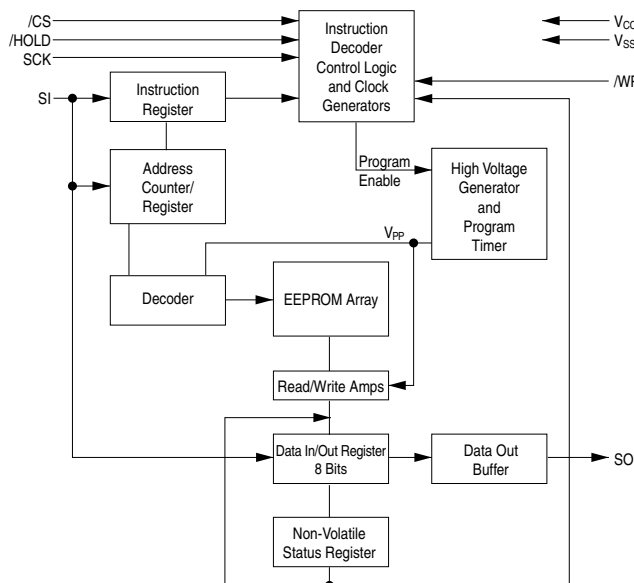 /CS
/HOLD
SCK
SI
Instruction
Decoder
Control Logic
and Clock
Generators
V_CC
V_SS
Instruction
Register
Address
Counter/
Register
Program
Enable
High Voltage
Generator
and
Program
Timer
V_PP
Decoder
EEPROM Array
Read/Write Amps
Data In/Out Register
8 Bits
Data Out
Buffer
SO
Non-Volatile
Status Register